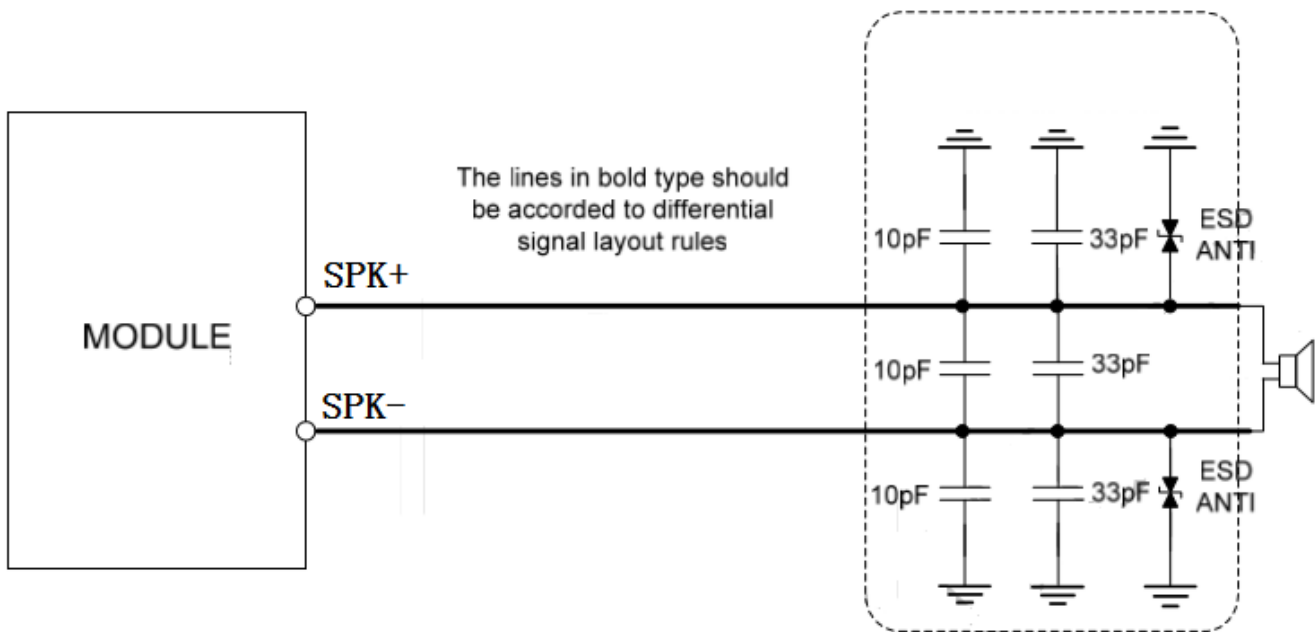 The lines in bold type should
be accorded to differential
signal layout rules
10pF
33pF
ESD
ANTI
SPK+
MODULE
10pF
33pF
SPK-
10pF
33pF
ESD
ANTI